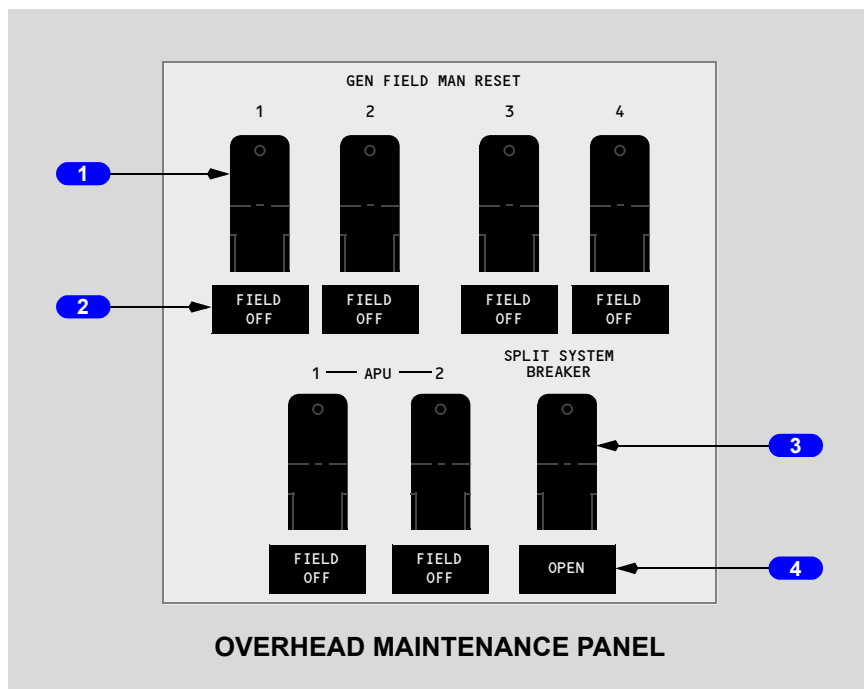 GEN FIELD MAN RESET
1 2 3 4
1
FIELD OFF FIELD OFF FIELD OFF FIELD OFF
2
SPLIT SYSTEM
BREAKER
1 APU 2
3
FIELD OFF FIELD OFF OPEN
4
OVERHEAD MAINTENANCE PANEL